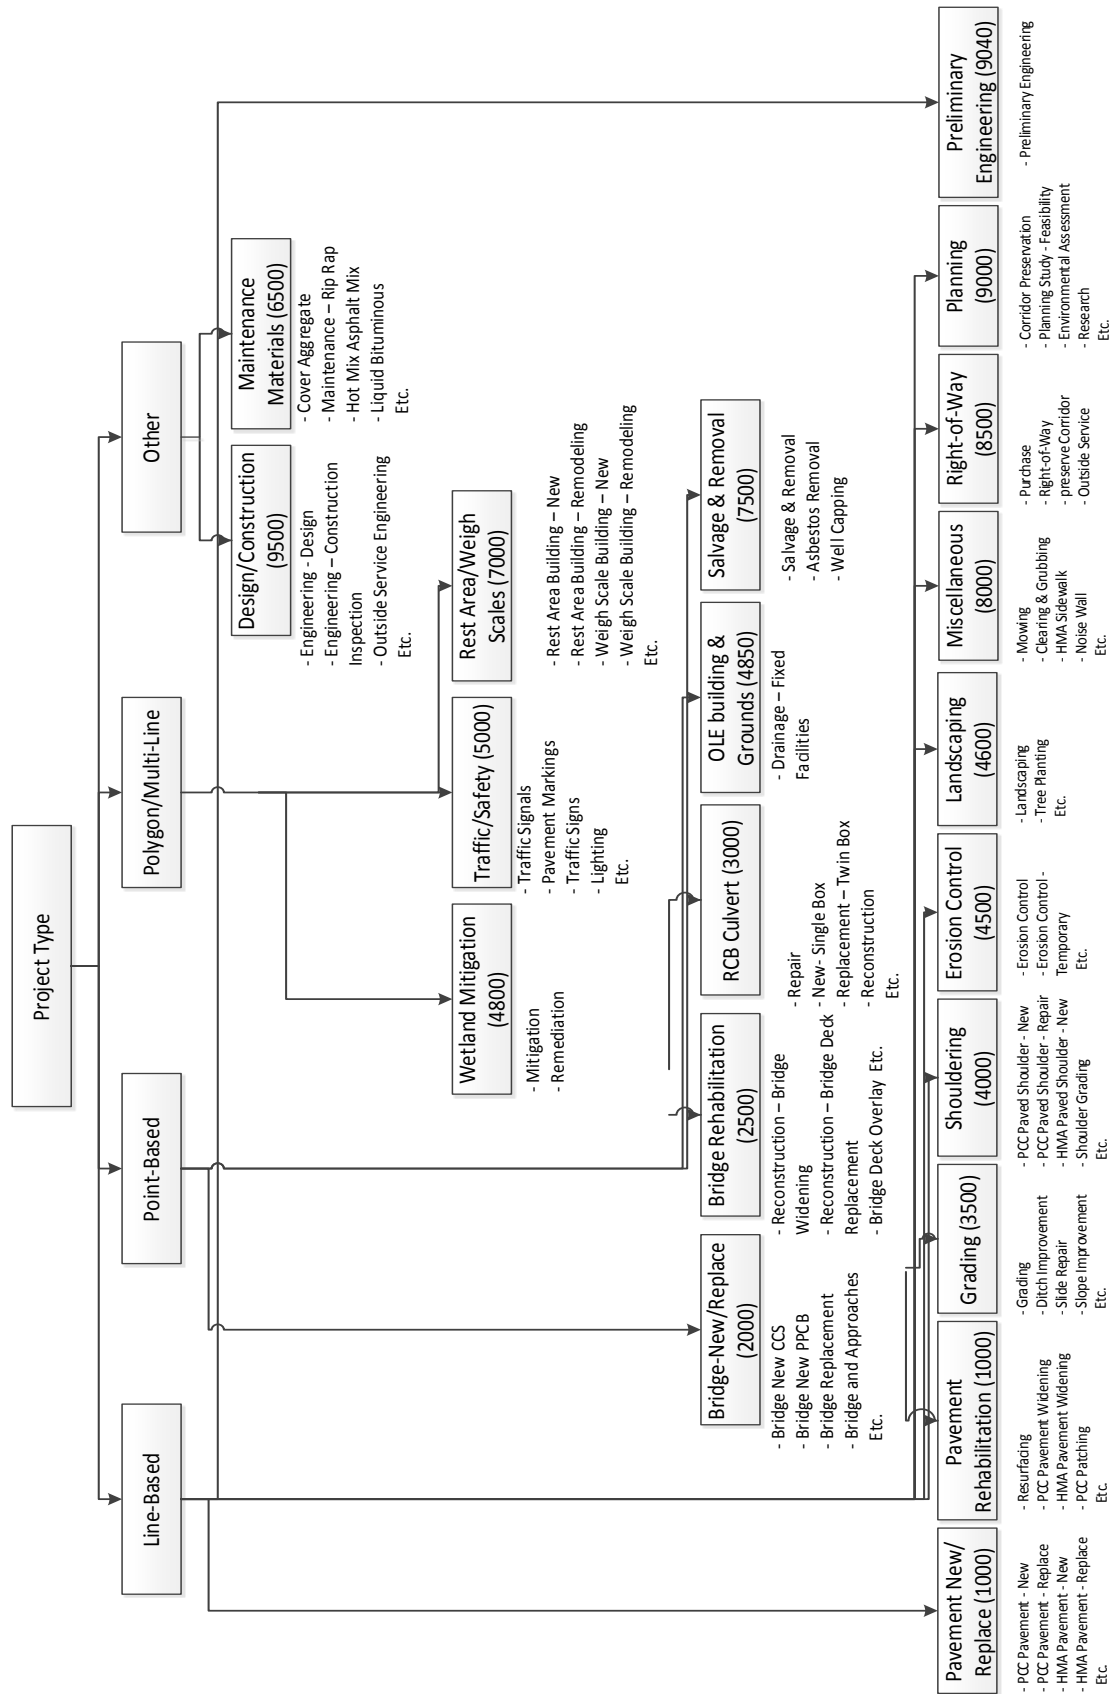 Project Type
Line-Based
Point-Based
Polygon/Multi-Line
Other
Design/Construction
(9500)
- Engineering - Design
- Engineering – Construction
Inspection
- Outside Service Engineering
Etc.
Maintenance
Materials (6500)
- Cover Aggregate
- Maintenance – Rip Rap
- Hot Mix Asphalt Mix
- Liquid Bituminous
Etc.
Wetland Mitigation
(4800)
- Mitigation
- Remediation
Traffic/Safety (5000)
- Traffic Signals
- Pavement Markings
- Traffic Signs
- Lighting
Etc.
Rest Area/Weigh
Scales (7000)
- Rest Area Building – New
- Rest Area Building – Remodeling
- Weigh Scale Building – New
- Weigh Scale Building – Remodeling
Etc.
Bridge-New/Replace
(2000)
- Bridge New CCS
- Bridge New PPCB
- Bridge Replacement
- Bridge and Approaches
Etc.
Bridge Rehabilitation
(2500)
- Reconstruction – Bridge
Widening
- Reconstruction – Bridge Deck
Replacement
- Bridge Deck Overlay Etc.
RCB Culvert (3000)
- Repair
- New- Single Box
- Replacement – Twin Box
- Reconstruction
Etc.
OLE building &
Grounds (4850)
- Drainage – Fixed
Facilities
Salvage & Removal
(7500)
- Salvage & Removal
- Asbestos Removal
- Well Capping
Pavement New/
Replace (1000)
- PCC Pavement - New
- PCC Pavement - Replace
- HMA Pavement - New
- HMA Pavement - Replace
Etc.
Pavement
Rehabilitation (1000)
- Resurfacing
- PCC Pavement Widening
- HMA Pavement Widening
- PCC Patching
Etc.
Grading (3500)
- Grading
- Ditch Improvement
- Slide Repair
- Slope Improvement
Etc.
Shouldering
(4000)
- PCC Paved Shoulder - New
- PCC Paved Shoulder - Repair
- HMA Paved Shoulder - New
- Shoulder Grading
Etc.
Erosion Control
(4500)
- Erosion Control
- Erosion Control -
Temporary
Etc.
Landscaping
(4600)
- Landscaping
- Tree Planting
Etc.
Miscellaneous
(8000)
- Mowing
- Clearing & Grubbing
- HMA Sidewalk
- Noise Wall
Etc.
Right-of-Way
(8500)
- Purchase
- Right-of-Way
- preserve Corridor
- Outside Service
Planning
(9000)
- Corridor Preservation
- Planning Study - Feasibility
- Environmental Assessment
- Research
Etc.
Preliminary
Engineering (9040)
- Preliminary Engineering